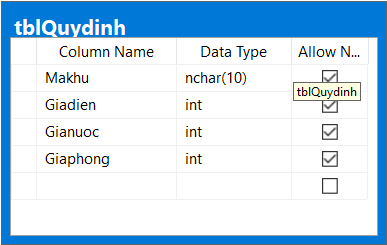 tblQuydinh
Column Name Data Type Allow N...
Makhu nchar(10)
tblQuydinh
Giadien int
Gianuoc int
Giaphong int